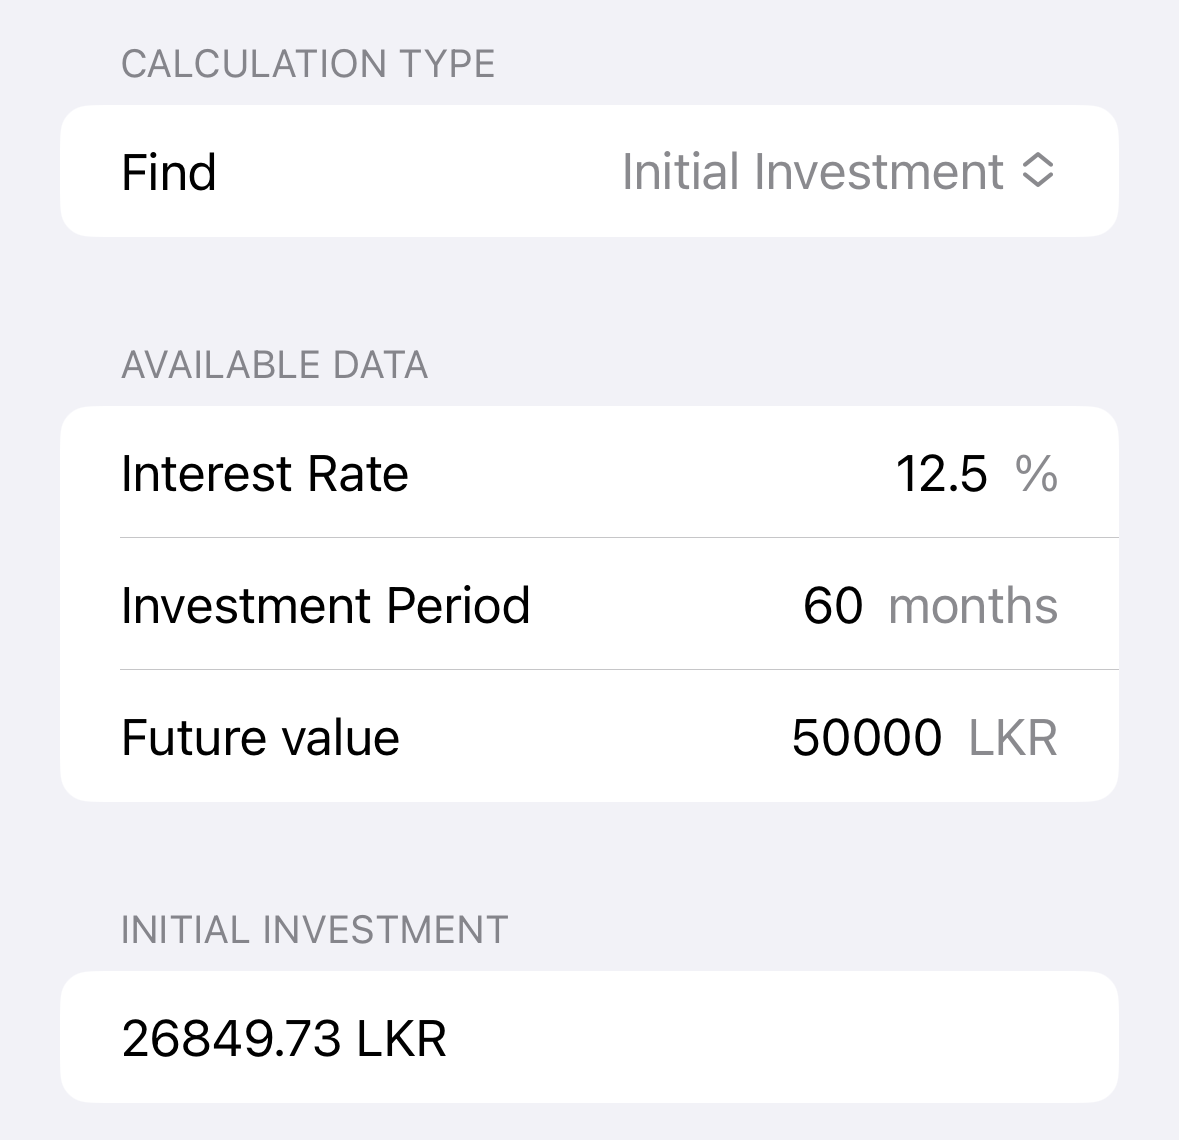 CALCULATION TYPE
Find Initial Investment
AVAILABLE DATA
Interest Rate 12.5 %
Investment Period 60 months
Future value 50000 LKR
INITIAL INVESTMENT
26849.73 LKR